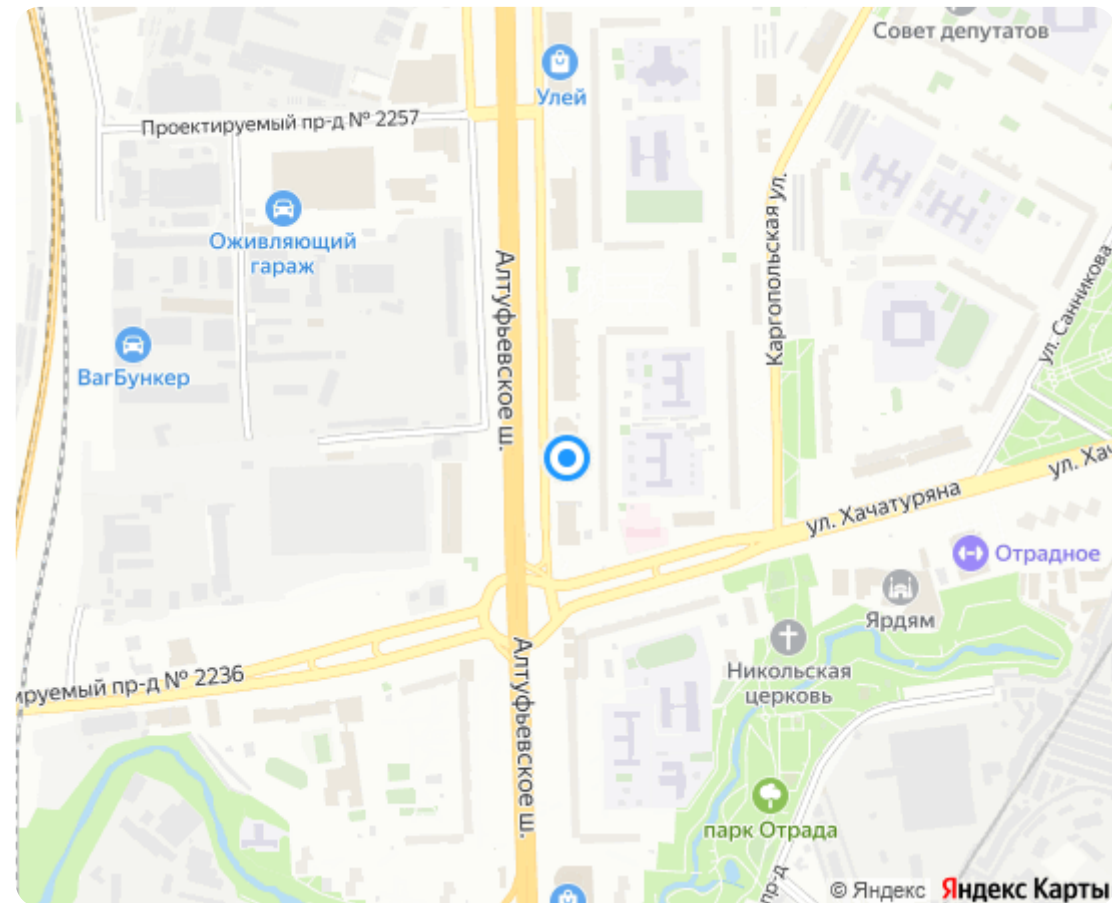 Совет депутатов
Улей
Проектируемый пр-д № 2257
Оживляющий
гараж
Каргопольская ул.
Алтуфьевское ш.
ул. Санникова
ВагБункер
ул. Хач
ул. Хачатуряна
Отрадное
Ярдям
Никольская
церковь
ируемый пр-д № 2236
Алтуфьевское ш.
парк Отрада
пр-д
© Яндекс Яндекс Карты